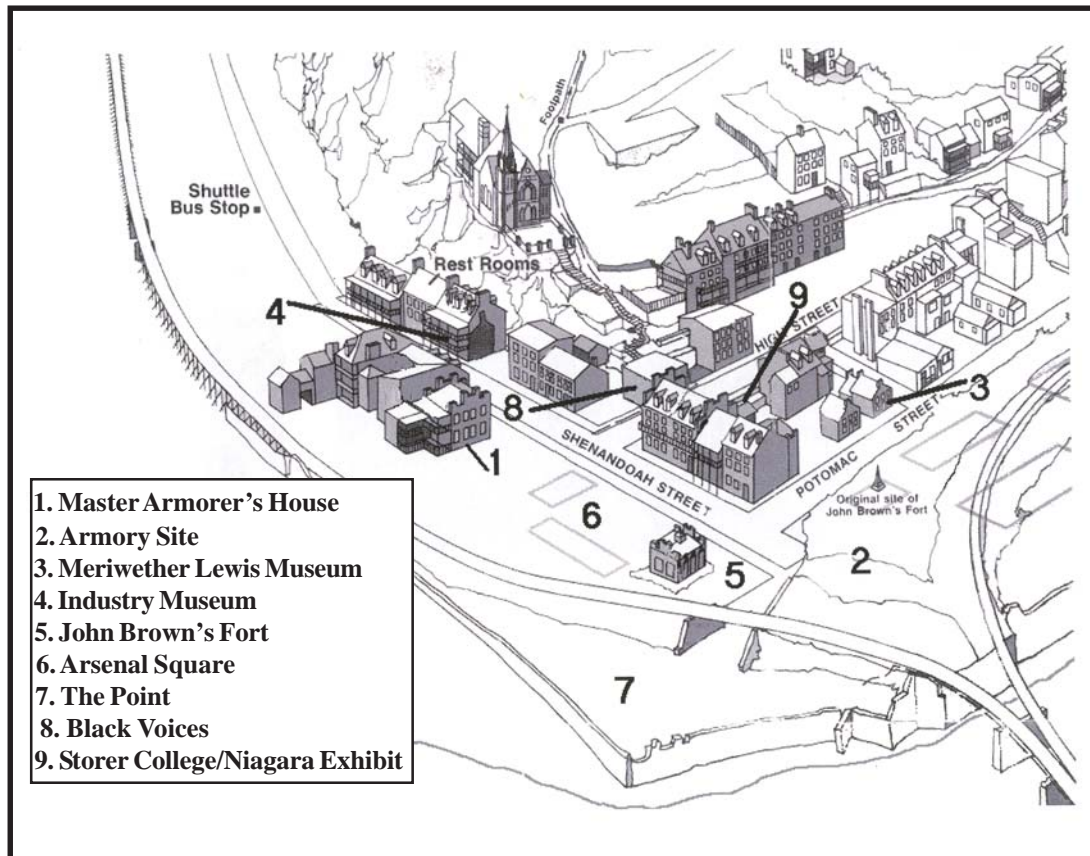 Footpath
Shuttle
Bus Stop
Rest Rooms
4
9
HIGH STREET
8
3
1
SHENANDOAH STREET
POTOMAC STREET
Original site of
John Brown's Fort
6
5
2
7
1. Master Armorer's House
2. Armory Site
3. Meriwether Lewis Museum
4. Industry Museum
5. John Brown's Fort
6. Arsenal Square
7. The Point
8. Black Voices
9. Storer College/Niagara Exhibit